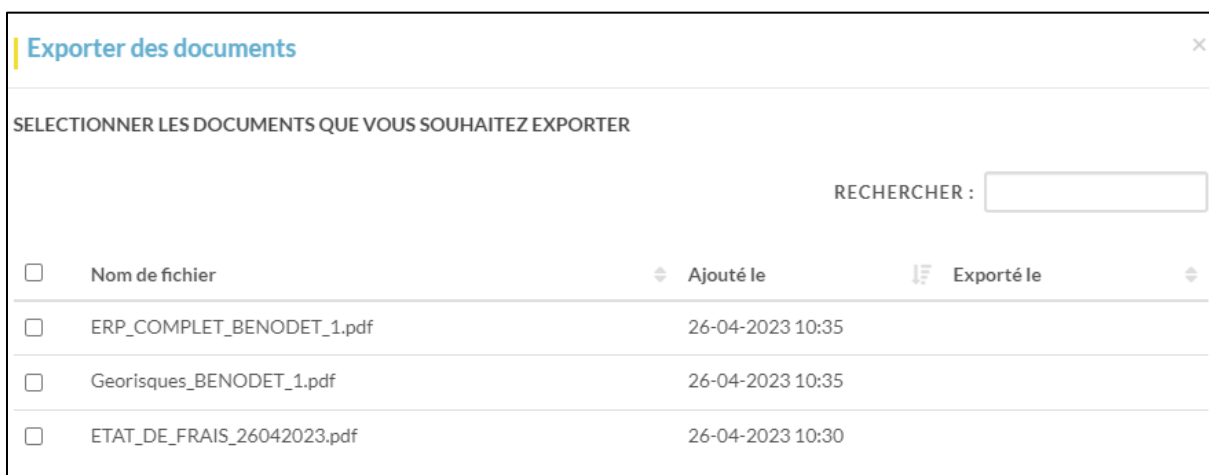 Exporter des documents ×
SELECTIONNER LES DOCUMENTS QUE VOUS SOUHAITEZ EXPORTER
RECHERCHER :
Nom de fichier Ajouté le Exporté le
ERP_COMPLET_BENODET_1.pdf 26-04-2023 10:35
Georisques_BENODET_1.pdf 26-04-2023 10:35
ETAT_DE_FRAIS_26042023.pdf 26-04-2023 10:30